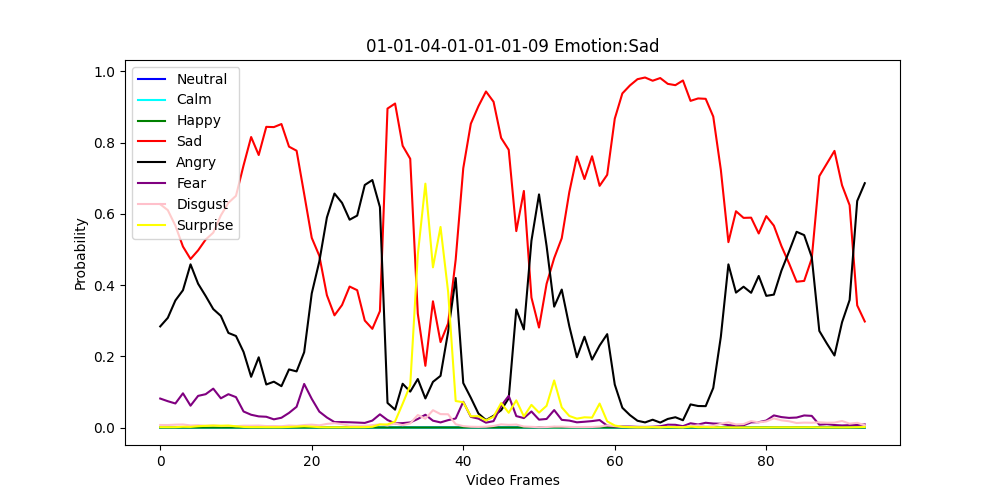 01-01-04-01-01-01-09 Emotion:Sad
1.0
0.8
0.6
0.4
0.2
0.0
Probability
Neutral
Calm
Happy
Sad
Angry
Fear
Disgust
Surprise
0 20 40 60 80
Video Frames